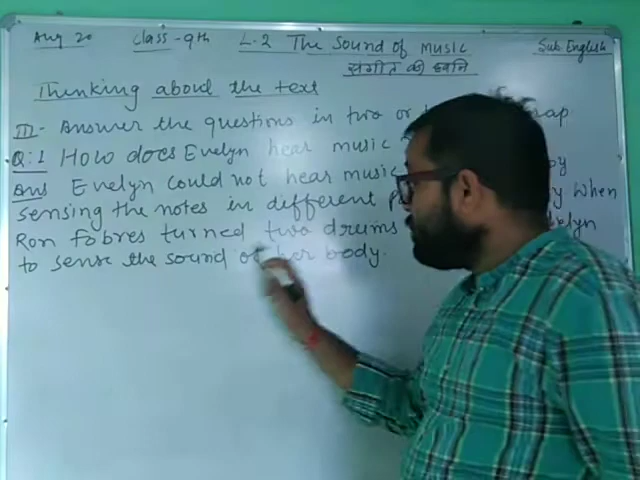 Aug 20 Class-9th L-2 The Sound of Music Sub English
संगीत की ध्वनि
Thinking about the text
III- Answer the questions in two or
Q:1 How does Evelyn hear music
Ans Evelyn Could not hear music by
sensing the notes in different when
Ron fobres turned two drums
to sense the sound of her body.